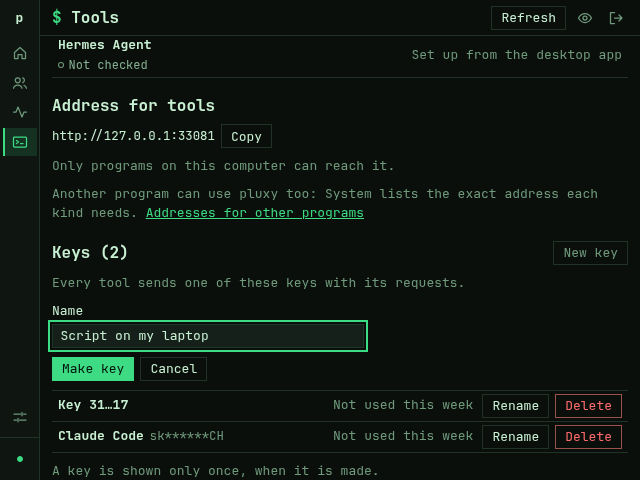 p
$ Tools
Refresh
Hermes Agent
Not checked
Set up from the desktop app
Address for tools
http://127.0.0.1:33081
Copy
Only programs on this computer can reach it.
Another program can use pluxy too: System lists the exact address each
kind needs. Addresses for other programs
Keys (2)
New key
Every tool sends one of these keys with its requests.
Name
Script on my laptop
Make key
Cancel
Key 31…17
Not used this week
Rename
Delete
Claude Code sk******CH
Not used this week
Rename
Delete
A key is shown only once, when it is made.